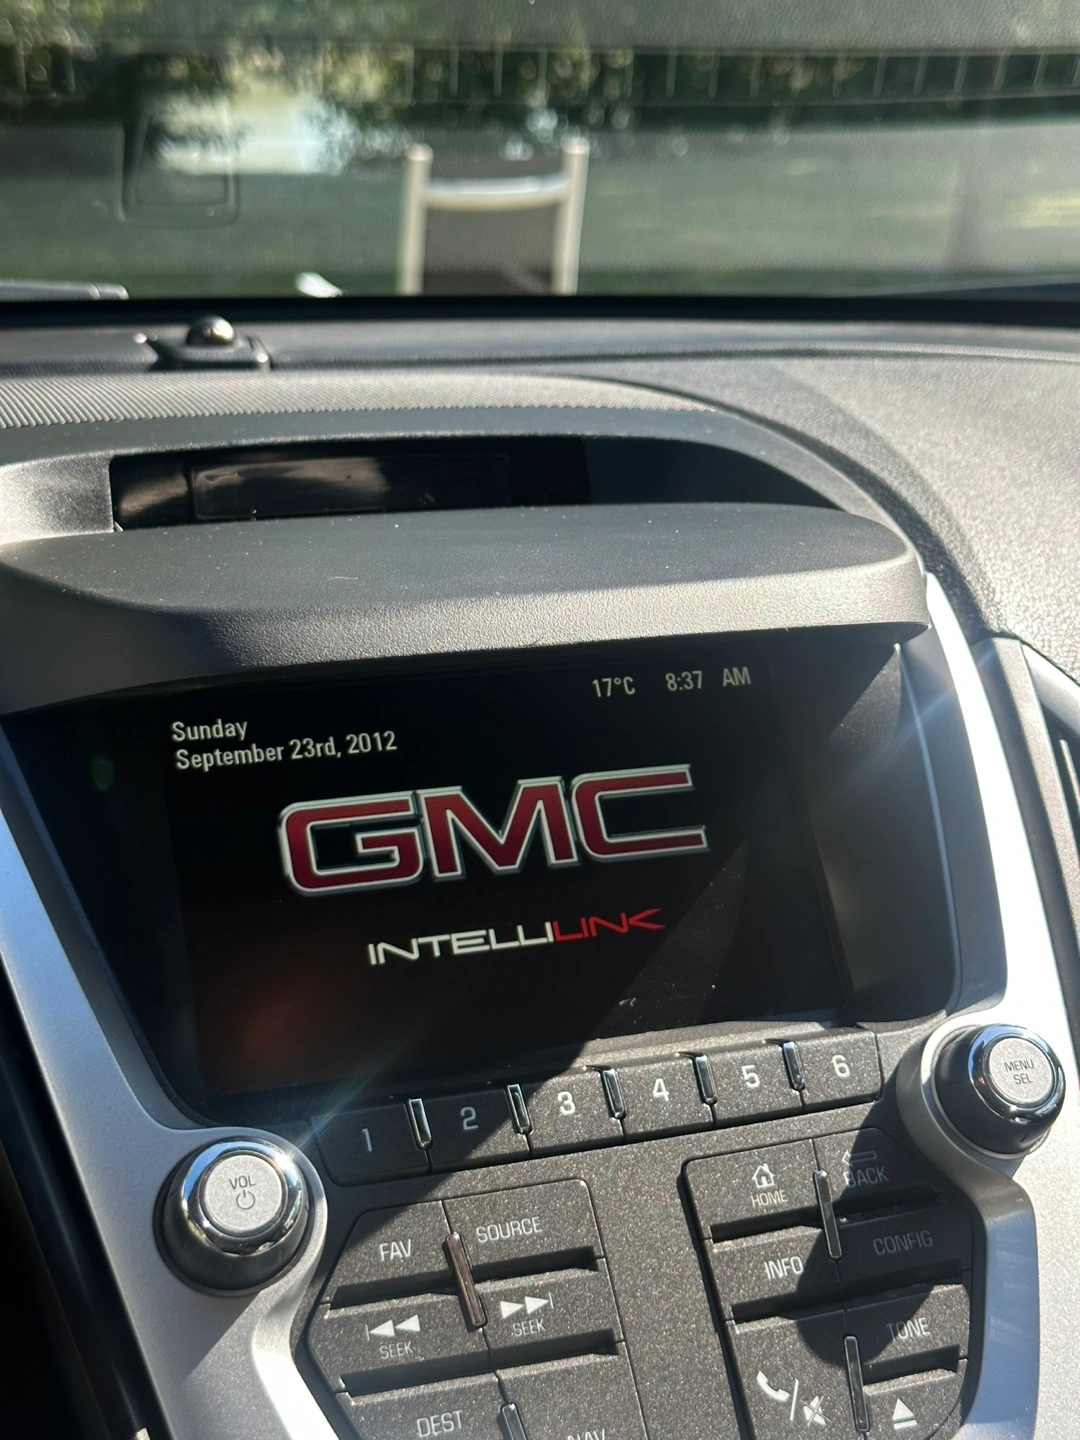 17°C 8:37 AM
Sunday
September 23rd, 2012
GMC
INTELLILINK
1 2 3 4 5 6
MENU
SEL
VOL
HOME
BACK
FAV
SOURCE
INFO
CONFIG
SEEK
SEEK
TONE
DEST
NAV